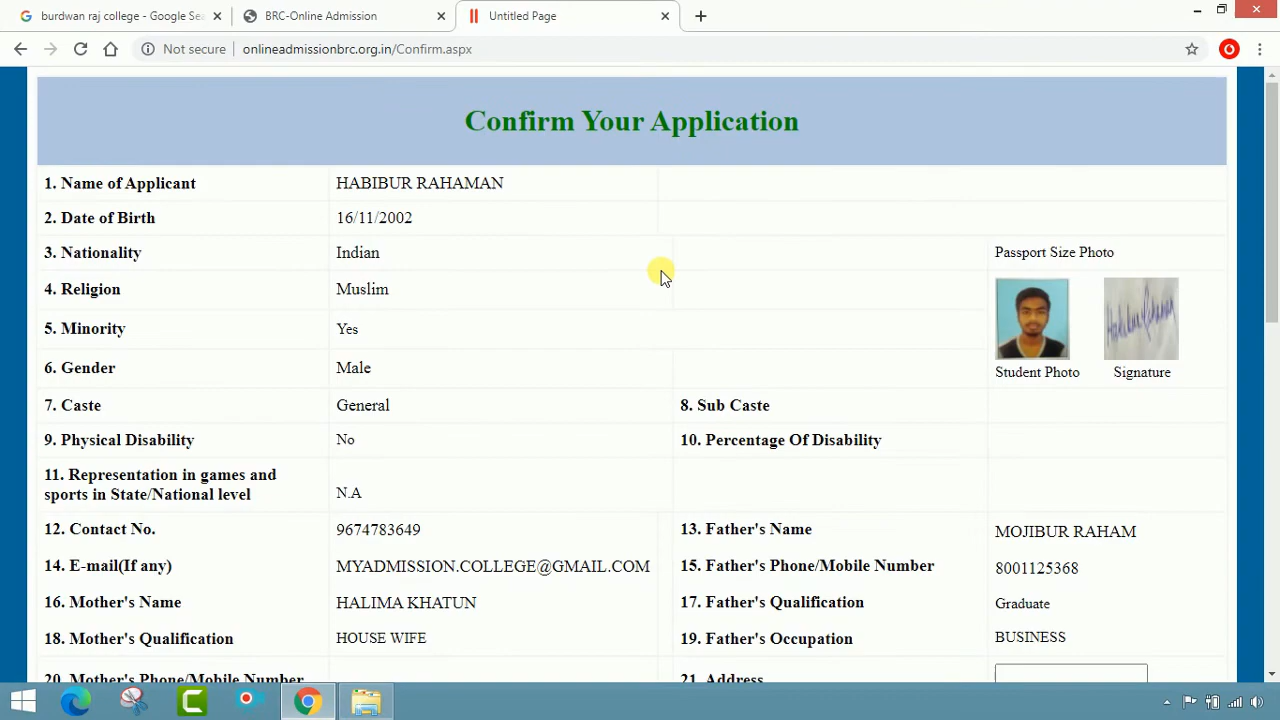 burdwan raj college - Google Sea
BRC-Online Admission
Untitled Page
Not secure
onlineadmissionbrc.org.in/Confirm.aspx
Confirm Your Application
1. Name of Applicant HABIBUR RAHAMAN
2. Date of Birth 16/11/2002
3. Nationality Indian Passport Size Photo
4. Religion Muslim
Habibur Rahaman
5. Minority Yes
6. Gender Male Student Photo Signature
7. Caste General 8. Sub Caste
9. Physical Disability No 10. Percentage Of Disability
11. Representation in games and
sports in State/National level N.A
12. Contact No. 9674783649 13. Father's Name MOJIBUR RAHAM
14. E-mail(If any) MYADMISSION.COLLEGE@GMAIL.COM 15. Father's Phone/Mobile Number 8001125368
16. Mother's Name HALIMA KHATUN 17. Father's Qualification Graduate
18. Mother's Qualification HOUSE WIFE 19. Father's Occupation BUSINESS
20. Mother's Phone/Mobile Number 21. Address